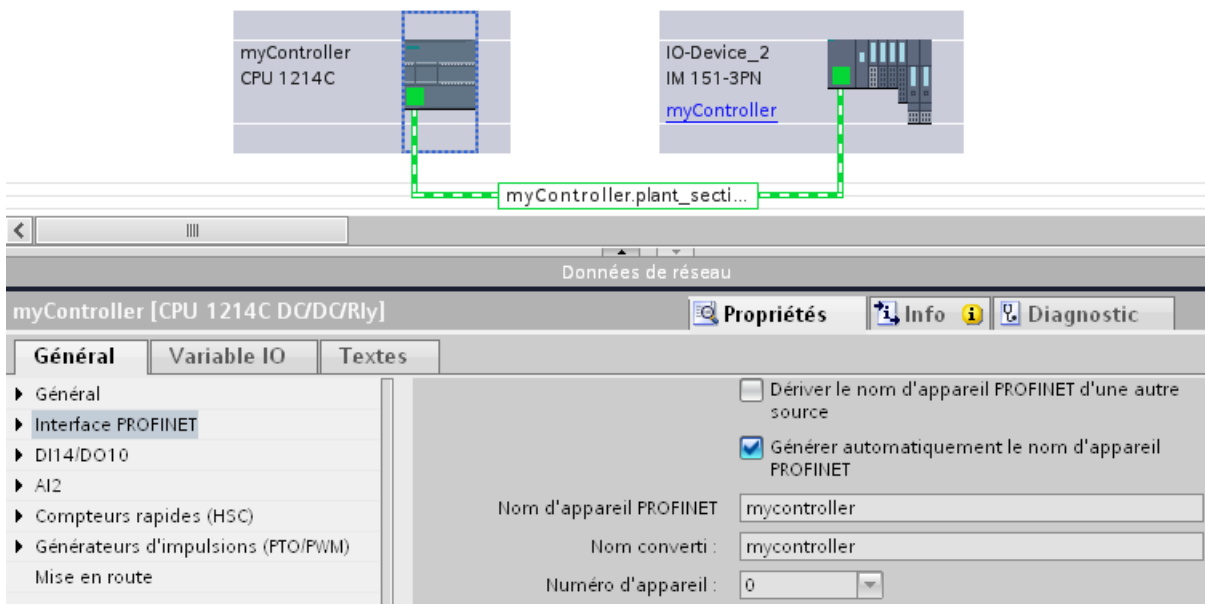 myController
CPU 1214C
IO-Device_2
IM 151-3PN
myController
myController.plant_secti...
Données de réseau
myController [CPU 1214C DC/DC/Rly]
Propriétés
Info
Diagnostic
Général
Variable IO
Textes
Général
Interface PROFINET
DI14/DO10
AI2
Compteurs rapides (HSC)
Générateurs d'impulsions (PTO/PWM)
Mise en route
Dériver le nom d'appareil PROFINET d'une autre
source
Générer automatiquement le nom d'appareil
PROFINET
Nom d'appareil PROFINET
mycontroller
Nom converti :
mycontroller
Numéro d'appareil :
0